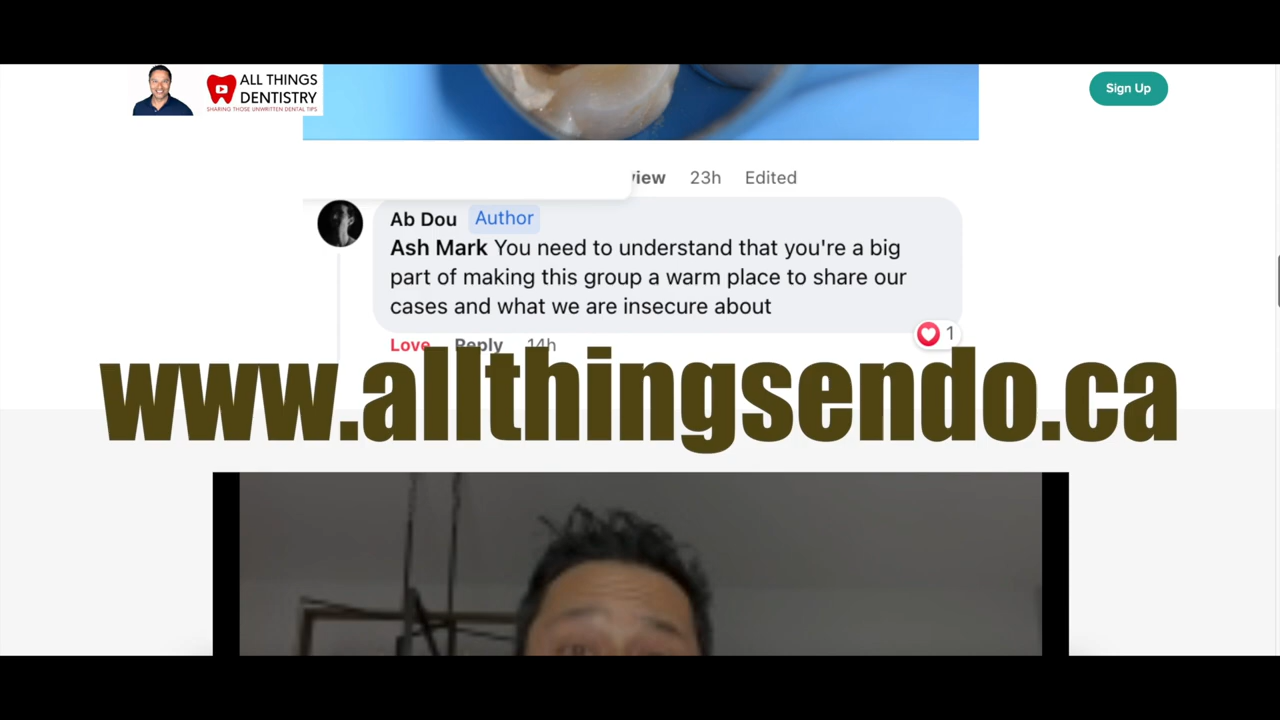 ALL THINGS
DENTISTRY
SHARING THOSE UNWRITTEN DENTAL TIPS
Sign Up
view 23h Edited
Ab Dou Author
Ash Mark You need to understand that you're a big
part of making this group a warm place to share our
cases and what we are insecure about
1
Love Reply 14h
www.allthingsendo.ca